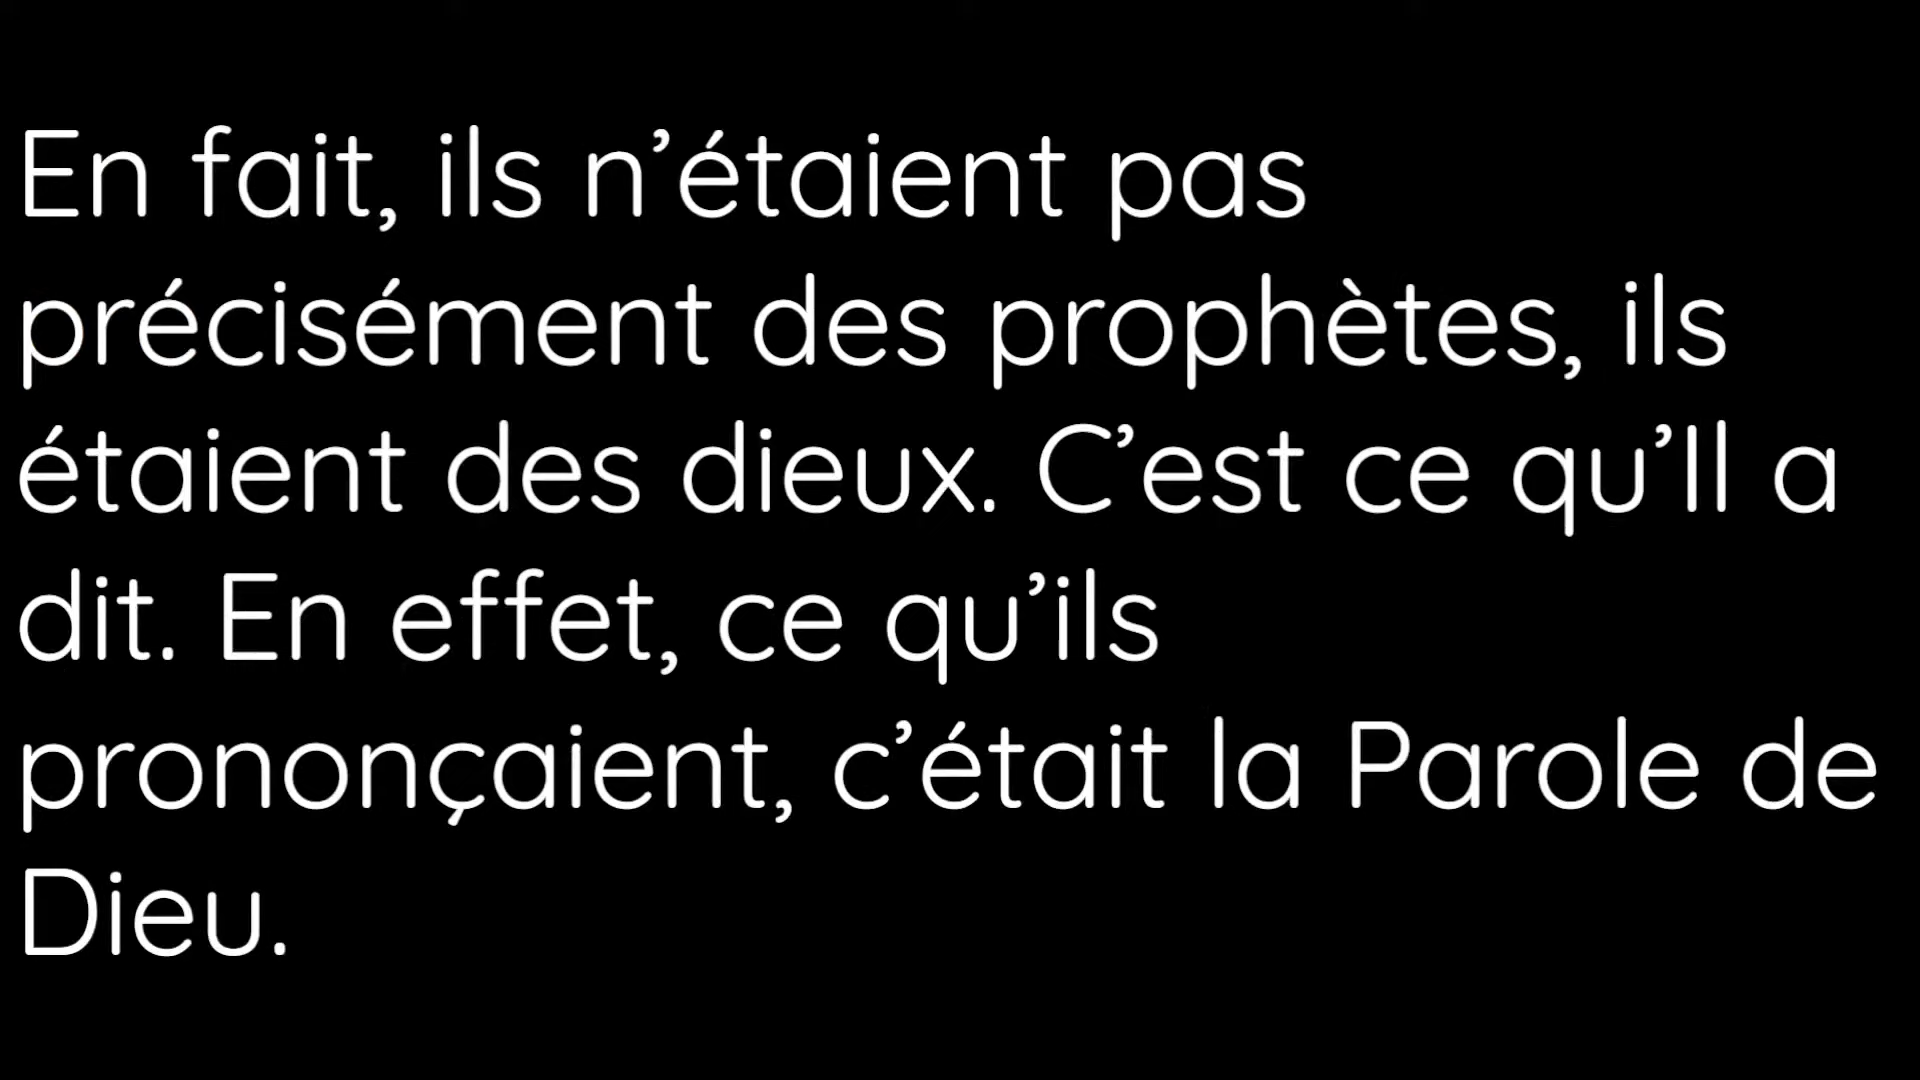 En fait, ils n’étaient pas
précisément des prophètes, ils
étaient des dieux. C’est ce qu’Il a
dit. En effet, ce qu’ils
prononçaient, c’était la Parole de
Dieu.